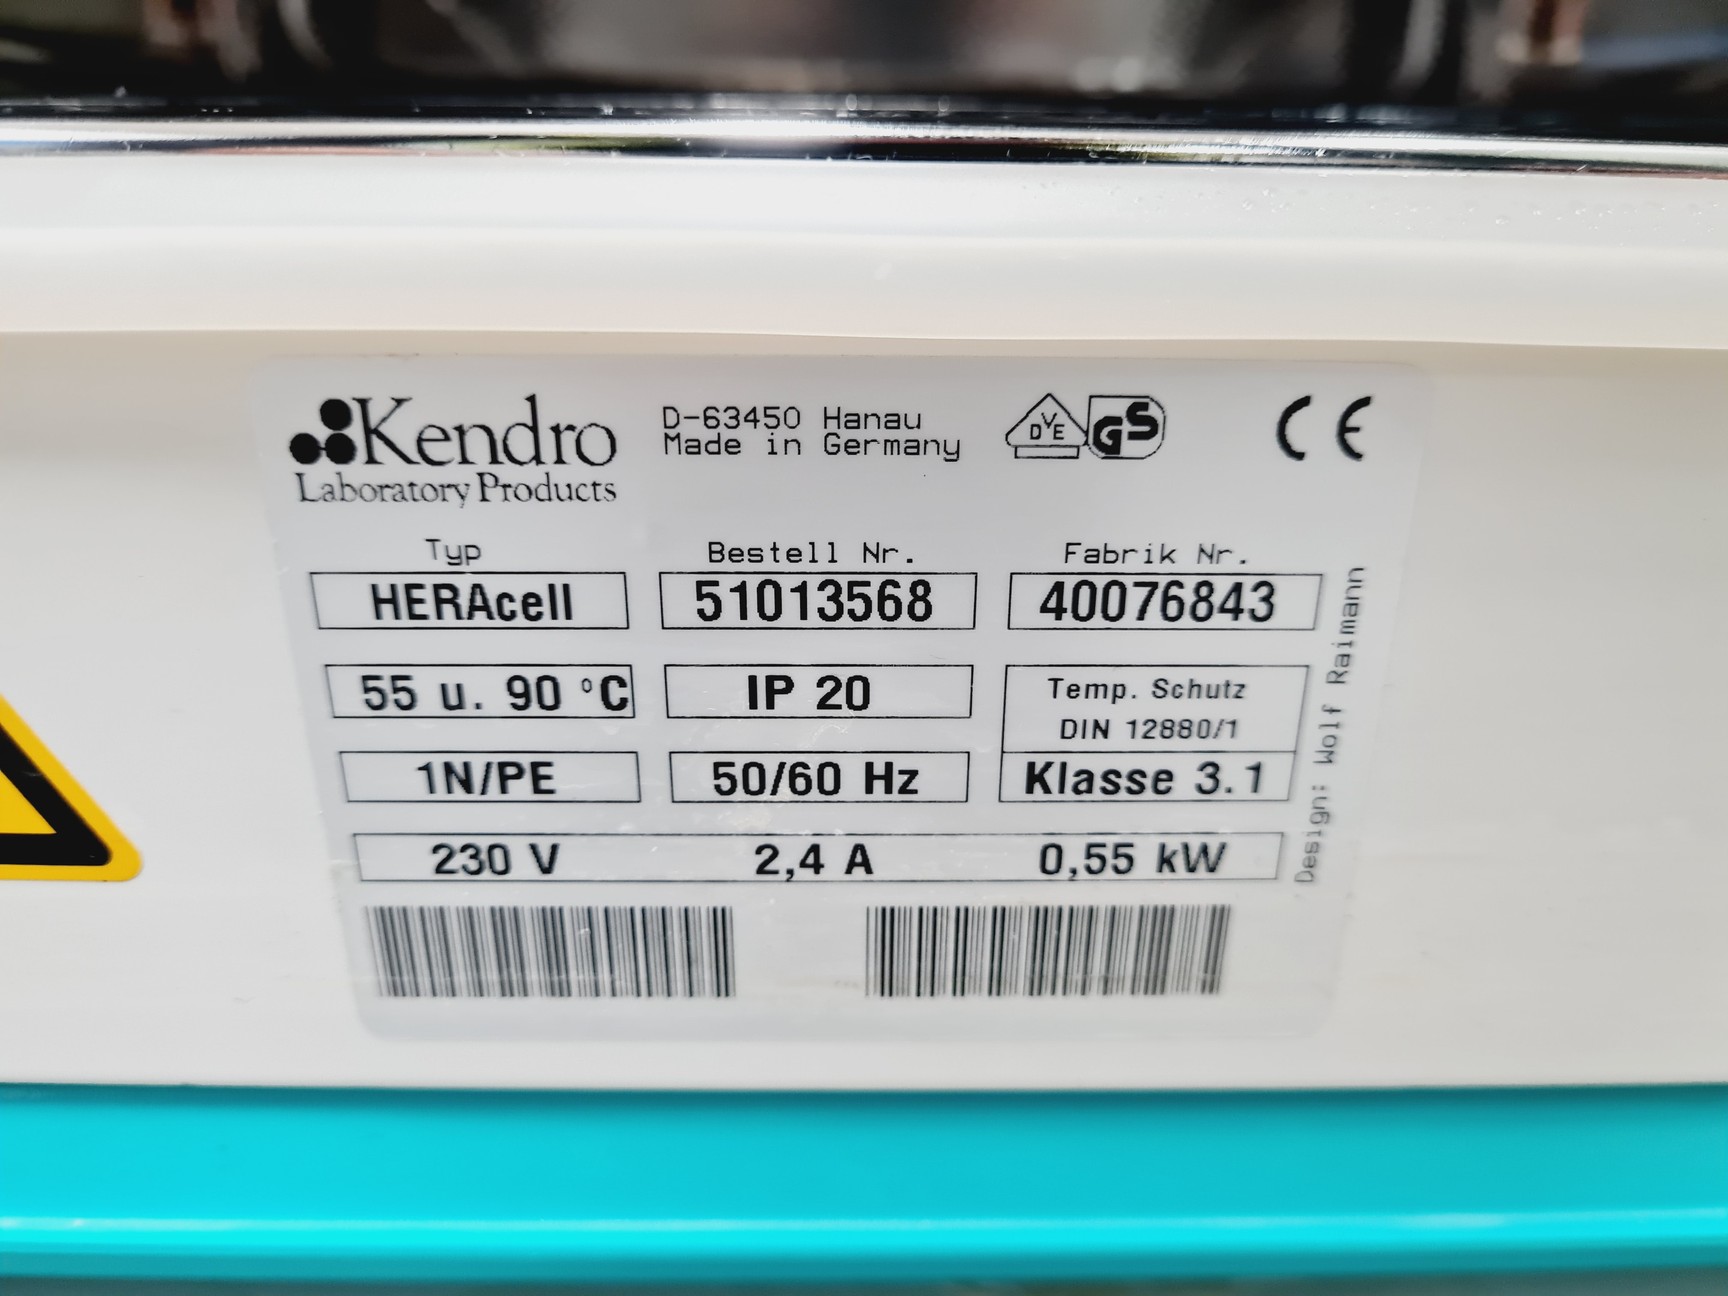 Kendro
Laboratory Products
D-63450 Hanau
Made in Germany
DVE
GS
CE
Typ
Bestell Nr.
Fabrik Nr.
HERAcell
51013568
40076843
55 u. 90 °C
IP 20
Temp. Schutz
DIN 12880/1
1N/PE
50/60 Hz
Klasse 3.1
230 V
2,4 A
0,55 kW
Design: Wolf Raimann